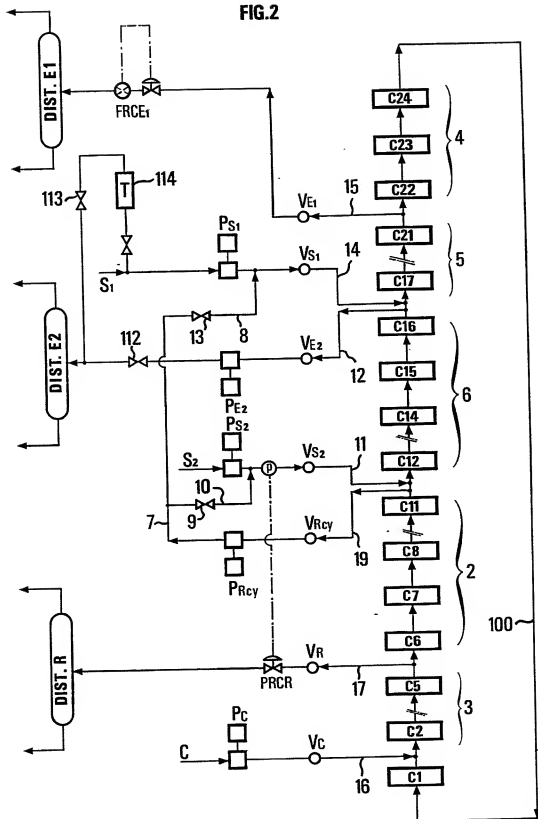 FIG.2
DIST. E1
FRCE1
C24
C23
4
C22
113
T
114
VE1
15
C21
PS1
VS1
14
5
S1
C17
13
8
C16
DIST. E2
112
VE2
12
C15
6
PE2
C14
PS2
VS2
11
S2
P
C12
10
7
9
C11
VRcy
19
C8
2
PRcy
C7
100
C6
DIST. R
VR
PRCR
17
C5
3
PC
C2
C
VC
16
C1